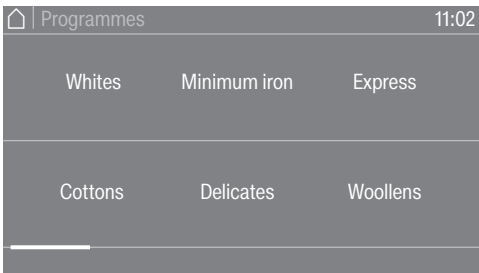 Programmes 11:02
Whites Minimum iron Express
Cottons Delicates Woollens